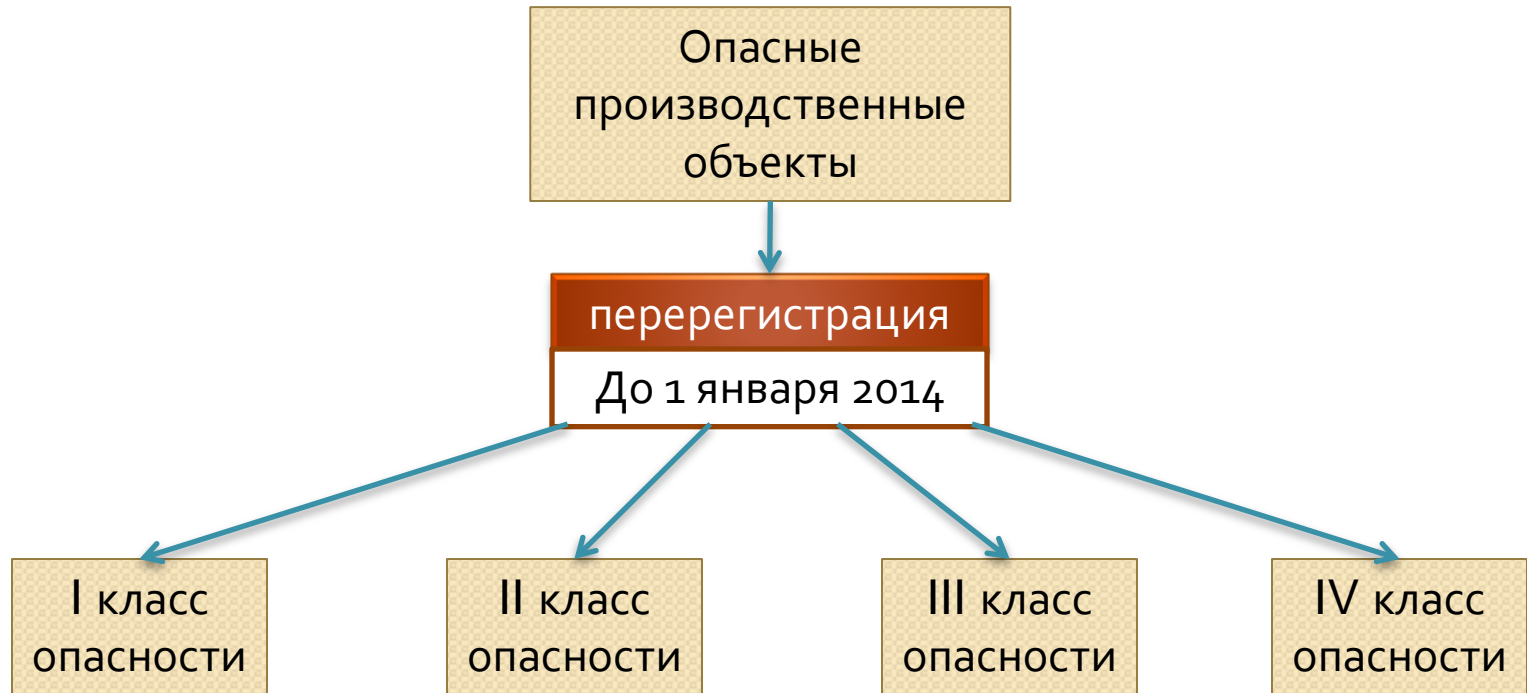 Опасные
производственные
объекты
перерегистрация
До 1 января 2014
I класс
опасности
II класс
опасности
III класс
опасности
IV класс
опасности